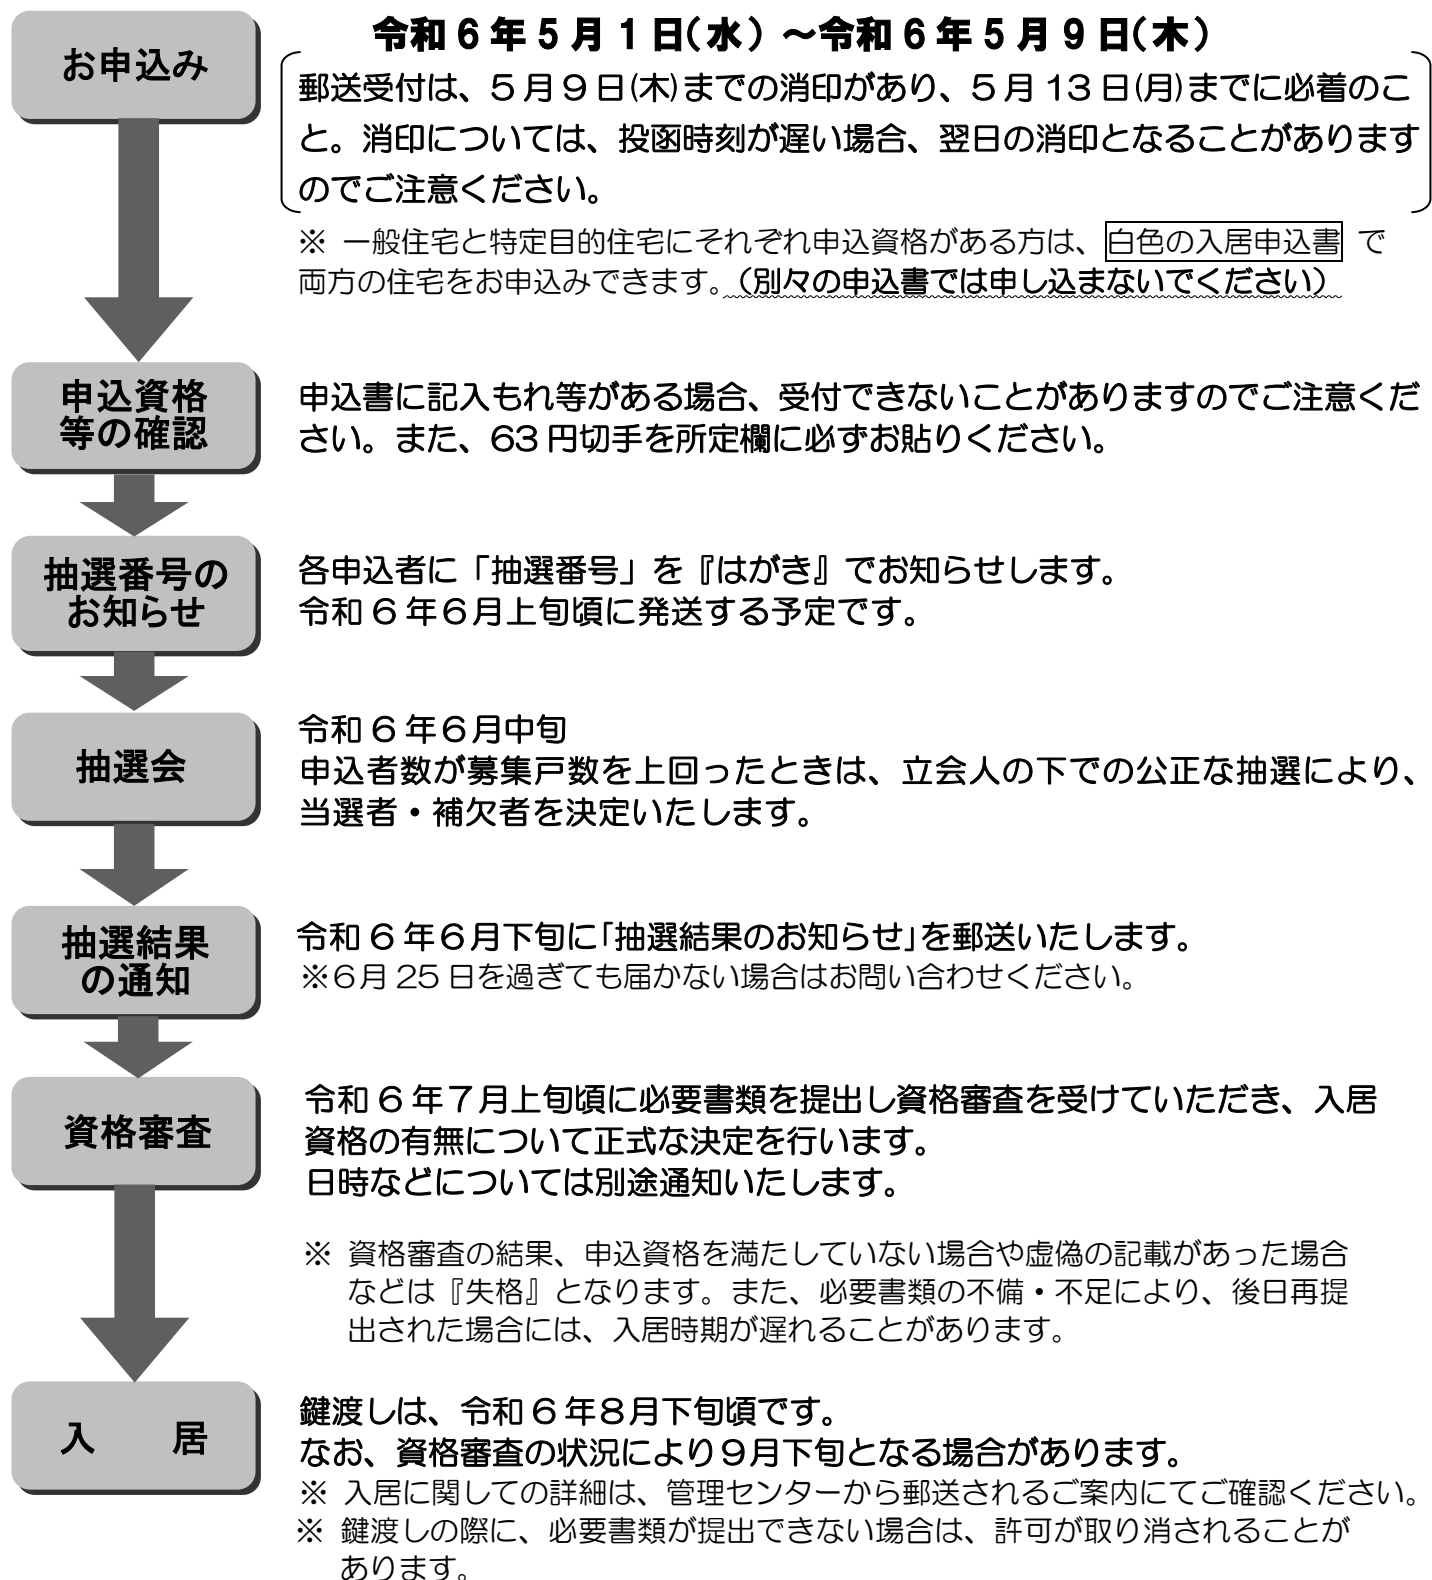 お申込み
令和６年５月１日（水）～令和６年５月９日（木）
郵送受付は、５月９日(木)までの消印があり、５月 13 日(月)までに必着のこ
と。消印については、投函時刻が遅い場合、翌日の消印となることがあります
のでご注意ください。
※ 一般住宅と特定目的住宅にそれぞれ申込資格がある方は、白色の入居申込書 で
両方の住宅をお申込みできます。（別々の申込書では申し込まないでください）
申込資格
等の確認
申込書に記入もれ等がある場合、受付できないことがありますのでご注意くだ
さい。また、63 円切手を所定欄に必ずお貼りください。
抽選番号の
お知らせ
各申込者に「抽選番号」を『はがき』でお知らせします。
令和６年６月上旬頃に発送する予定です。
抽選会
令和６年６月中旬
申込者数が募集戸数を上回ったときは、立会人の下での公正な抽選により、
当選者・補欠者を決定いたします。
抽選結果
の通知
令和６年６月下旬に｢抽選結果のお知らせ｣を郵送いたします。
※６月 25 日を過ぎても届かない場合はお問い合わせください。
資格審査
令和６年７月上旬頃に必要書類を提出し資格審査を受けていただき、入居
資格の有無について正式な決定を行います。
日時などについては別途通知いたします。
※ 資格審査の結果、申込資格を満たしていない場合や虚偽の記載があった場合
などは『失格』となります。また、必要書類の不備・不足により、後日再提
出された場合には、入居時期が遅れることがあります。
入　居
鍵渡しは、令和６年８月下旬頃です。
なお、資格審査の状況により９月下旬となる場合があります。
※ 入居に関しての詳細は、管理センターから郵送されるご案内にてご確認ください。
※ 鍵渡しの際に、必要書類が提出できない場合は、許可が取り消されることが
あります。